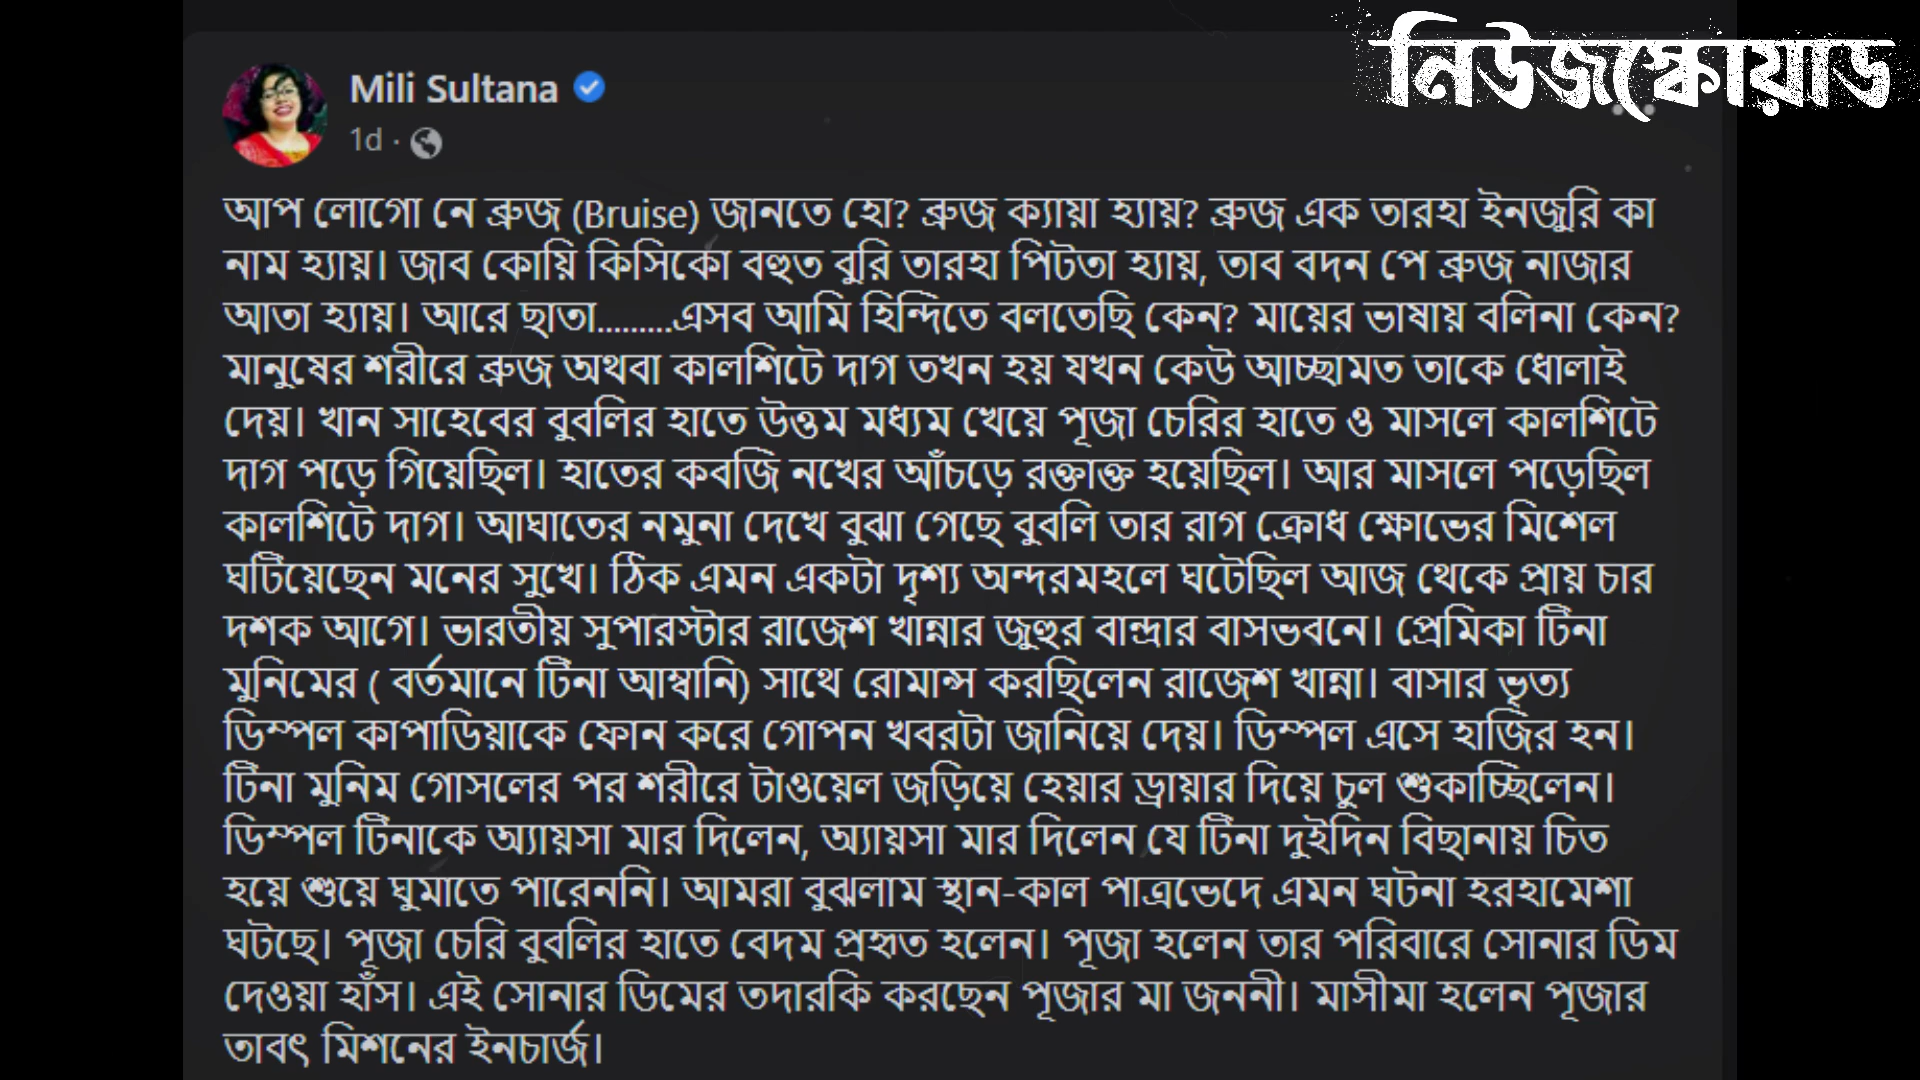 নিউজস্কোয়াড
Mili Sultana
1d ·
আপ লোগো নে ব্রুজ (Bruise) জানতে হো? ব্রুজ ক্যায়া হ্যায়? ব্রুজ এক তারহা ইনজুরি কা
নাম হ্যায়। জাব কোয়ি কিসিকো বহুত বুরি তারহা পিটতা হ্যায়, তাব বদন পে ব্রুজ নাজার
আতা হ্যায়। আরে ছাতা.........এসব আমি হিন্দিতে বলতেছি কেন? মায়ের ভাষায় বলিনা কেন?
মানুষের শরীরে ব্রুজ অথবা কালশিটে দাগ তখন হয় যখন কেউ আচ্ছামত তাকে ধোলাই
দেয়। খান সাহেবের বুবলির হাতে উত্তম মধ্যম খেয়ে পূজা চেরির হাতে ও মাসলে কালশিটে
দাগ পড়ে গিয়েছিল। হাতের কবজি নখের আঁচড়ে রক্তাক্ত হয়েছিল। আর মাসলে পড়েছিল
কালশিটে দাগ। আঘাতের নমুনা দেখে বুঝা গেছে বুবলি তার রাগ ক্রোধ ক্ষোভের মিশেল
ঘটিয়েছেন মনের সুখে। ঠিক এমন একটা দৃশ্য অন্দরমহলে ঘটেছিল আজ থেকে প্রায় চার
দশক আগে। ভারতীয় সুপারস্টার রাজেশ খান্নার জুহুর বান্দ্রার বাসভবনে। প্রেমিকা টিনা
মুনিমের ( বর্তমানে টিনা আম্বানি) সাথে রোমান্স করছিলেন রাজেশ খান্না। বাসার ভৃত্য
ডিম্পল কাপাডিয়াকে ফোন করে গোপন খবরটা জানিয়ে দেয়। ডিম্পল এসে হাজির হন।
টিনা মুনিম গোসলের পর শরীরে টাওয়েল জড়িয়ে হেয়ার ড্রায়ার দিয়ে চুল শুকাচ্ছিলেন।
ডিম্পল টিনাকে অ্যায়সা মার দিলেন, অ্যায়সা মার দিলেন যে টিনা দুইদিন বিছানায় চিত
হয়ে শুয়ে ঘুমাতে পারেননি। আমরা বুঝলাম স্থান-কাল পাত্রভেদে এমন ঘটনা হরহামেশা
ঘটছে। পূজা চেরি বুবলির হাতে বেদম প্রহৃত হলেন। পূজা হলেন তার পরিবারে সোনার ডিম
দেওয়া হাঁস। এই সোনার ডিমের তদারকি করছেন পূজার মা জননী। মাসীমা হলেন পূজার
তাবৎ মিশনের ইনচার্জ।